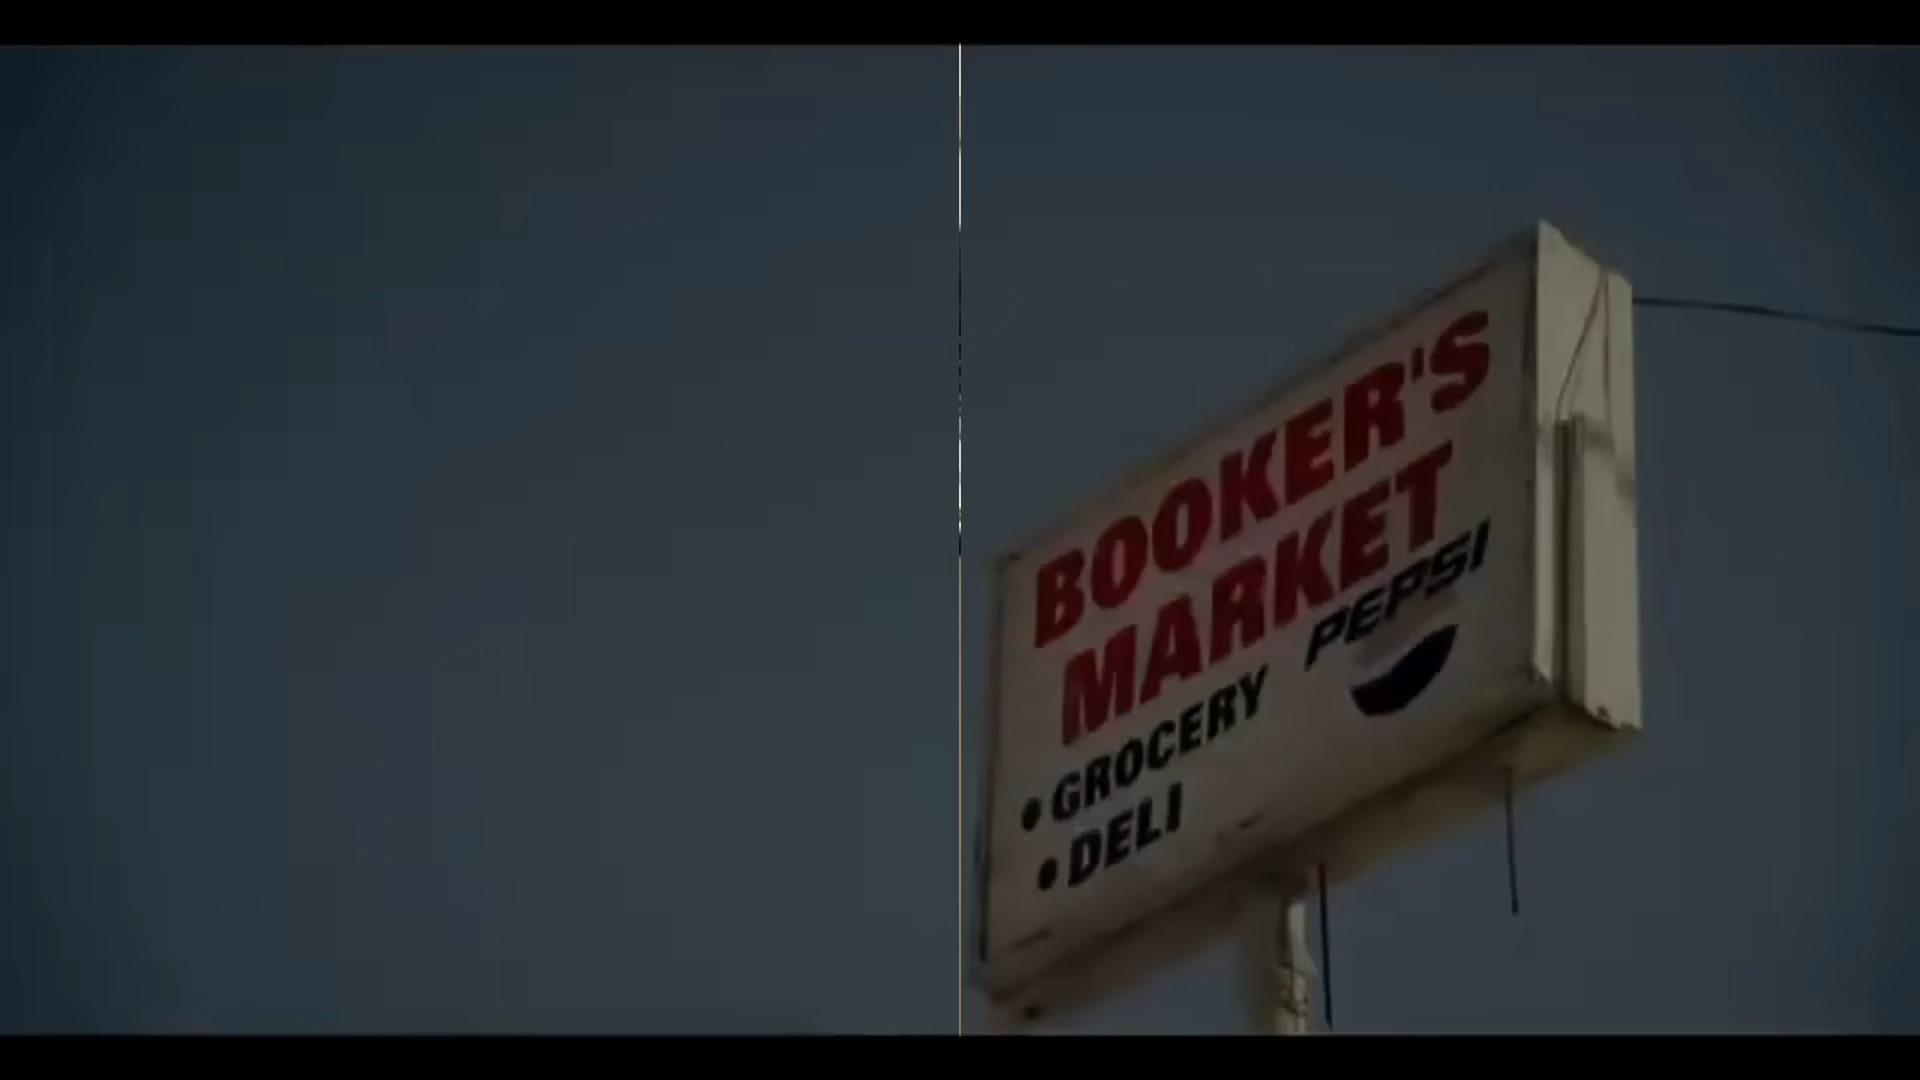 BOOKER'S
MARKET
PEPSI
• GROCERY
• DELI